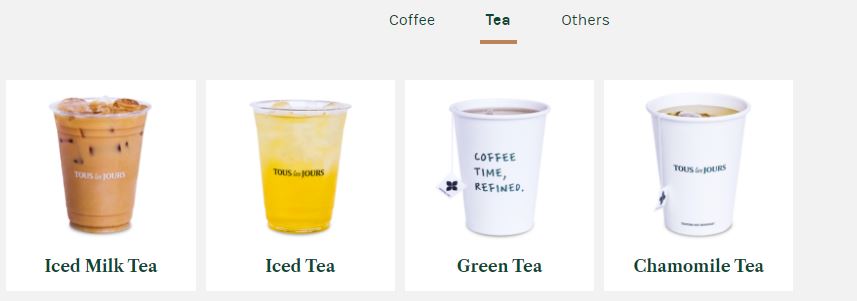 Coffee Tea Others
TOUS les JOURS
TOUS les JOURS
COFFEE
TIME,
REFINED.
TOUS les JOURS
Iced Milk Tea
Iced Tea
Green Tea
Chamomile Tea